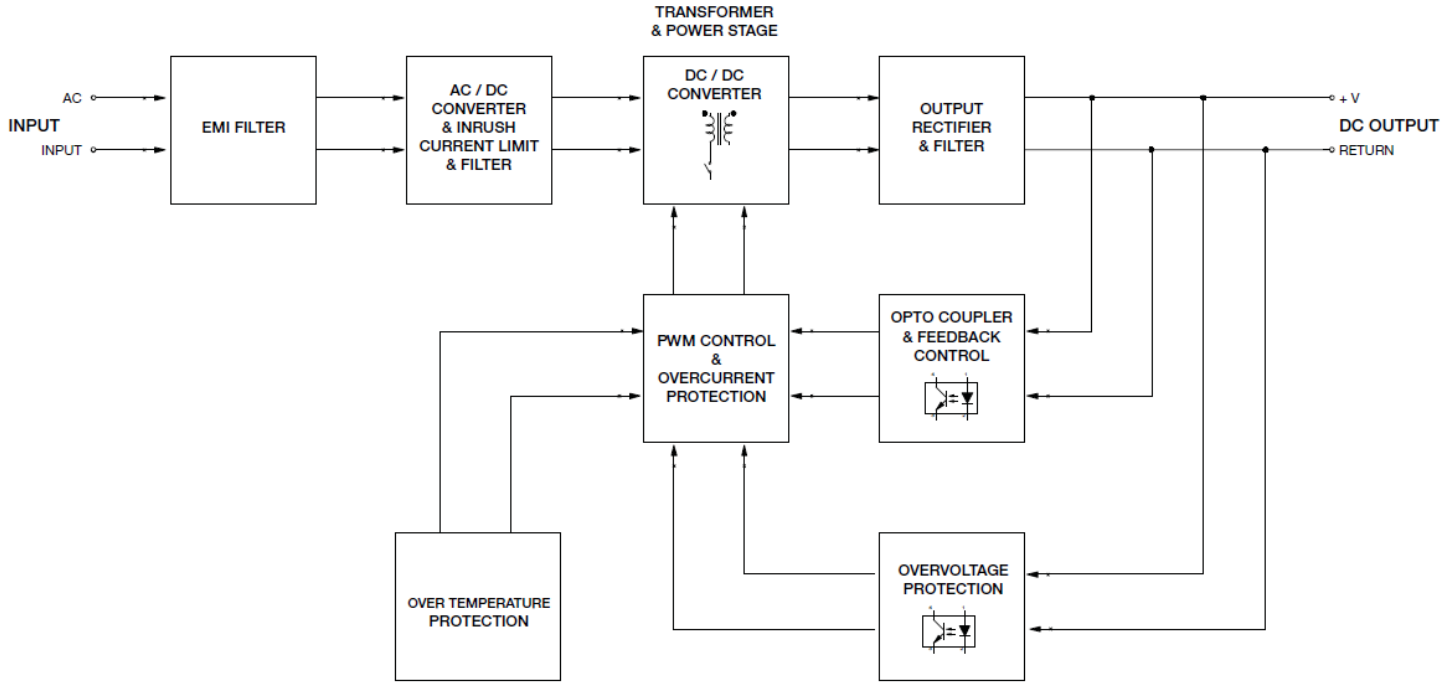 TRANSFORMER
& POWER STAGE
INPUT
AC
INPUT
EMI FILTER
AC / DC
CONVERTER
& INRUSH
CURRENT LIMIT
& FILTER
DC / DC
CONVERTER
OUTPUT
RECTIFIER
& FILTER
+ V
DC OUTPUT
RETURN
PWM CONTROL
&
OVERCURRENT
PROTECTION
OPTO COUPLER
& FEEDBACK
CONTROL
OVER TEMPERATURE
PROTECTION
OVERVOLTAGE
PROTECTION